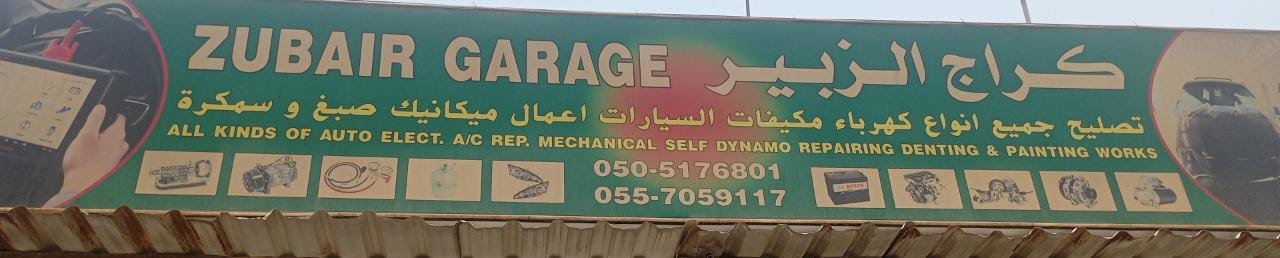 ZUBAIR GARAGE كراج الزبير
تصليح جميع انواع كهرباء مكيفات السيارات اعمال ميكانيك صبغ و سمكرة
ALL KINDS OF AUTO ELECT. A/C REP. MECHANICAL SELF DYNAMO REPAIRING DENTING & PAINTING WORKS
050-5176801
055-7059117
BOSCH